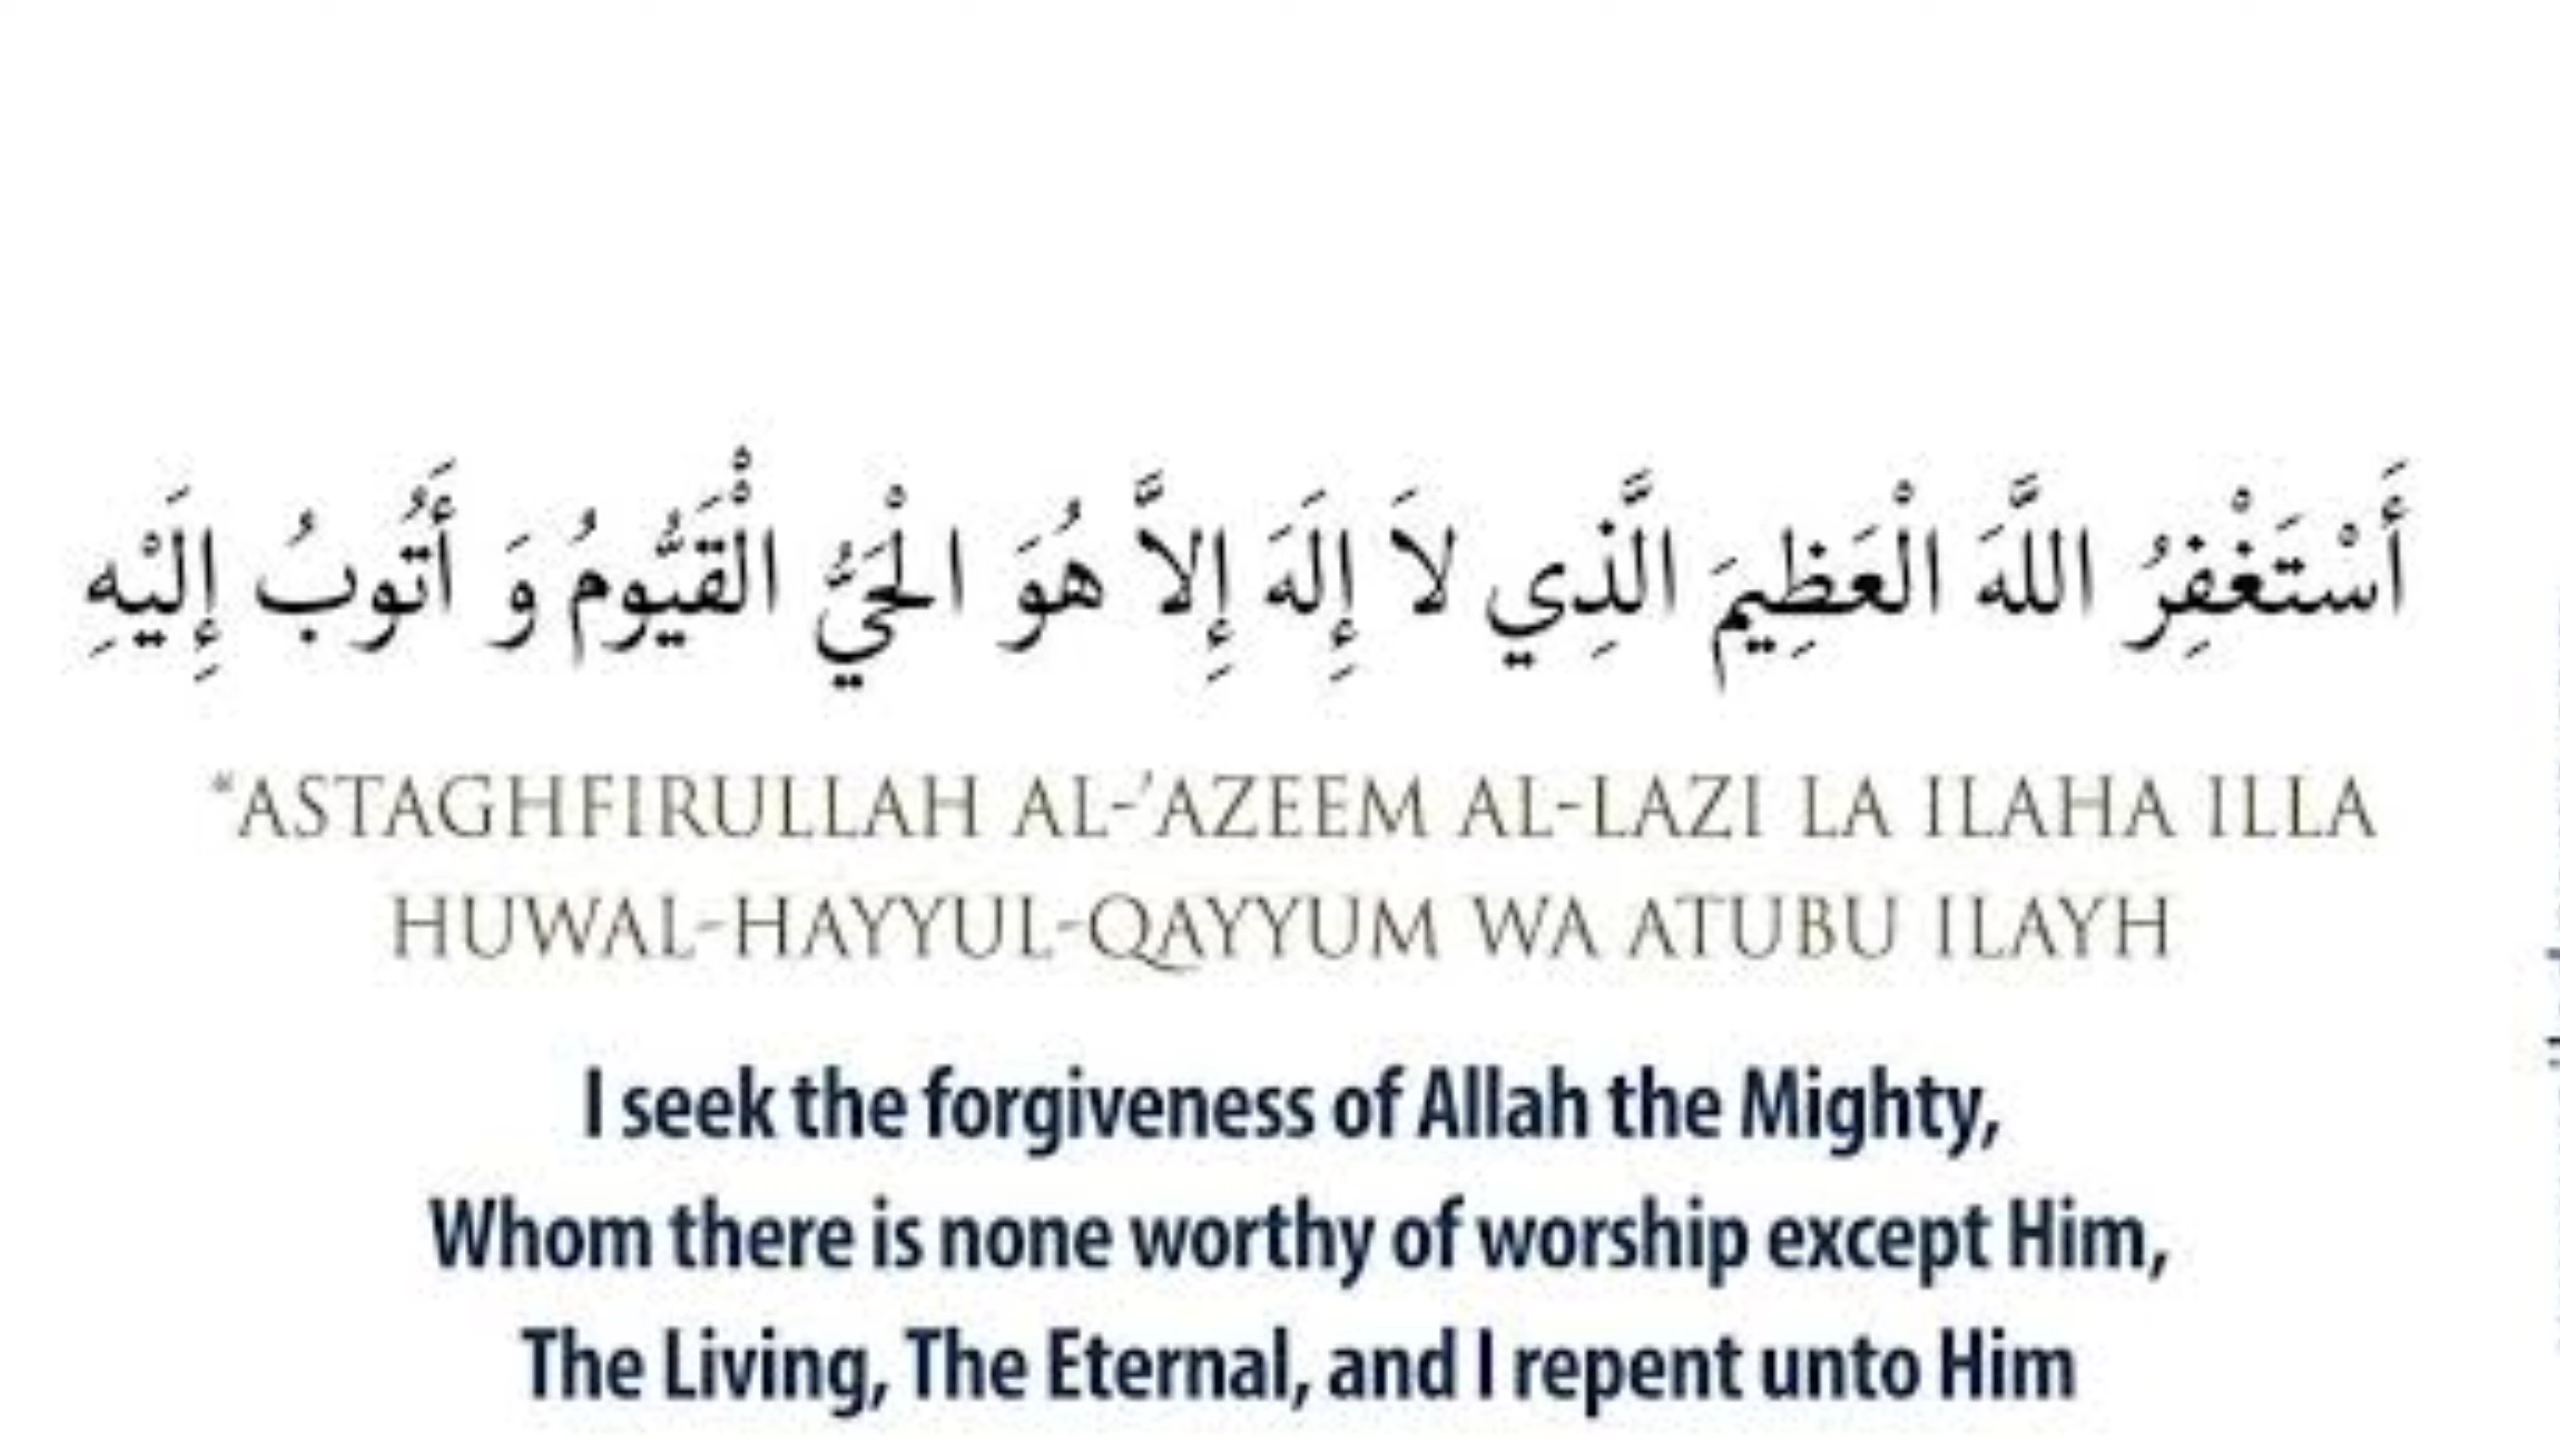 أَسْتَغْفِرُ اللَّهَ الْعَظِيمَ الَّذِي لاَ إِلَهَ إِلاَّ هُوَ الْحَيُّ الْقَيُّومُ وَ أَتُوبُ إِلَيْهِ
"ASTAGHFIRULLAH AL-'AZEEM AL-LAZI LA ILAHA ILLA
HUWAL-HAYYUL-QAYYUM WA ATUBU ILAYH
I seek the forgiveness of Allah the Mighty,
Whom there is none worthy of worship except Him,
The Living, The Eternal, and I repent unto Him